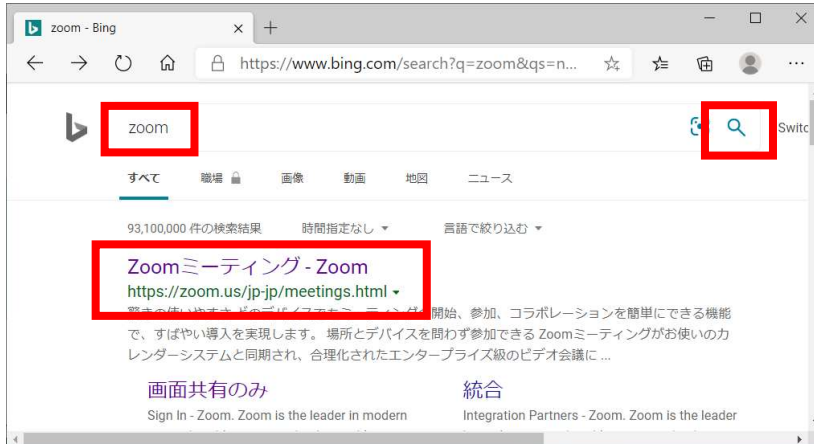 zoom - Bing
https://www.bing.com/search?q=zoom&qs=n...
zoom
Switc
すべて 職場 画像 動画 地図 ニュース
93,100,000 件の検索結果 時間指定なし 言語で絞り込む
Zoomミーティング - Zoom
https://zoom.us/jp-jp/meetings.html
開始、参加、コラボレーションを簡単にできる機能
で、すばやい導入を実現します。 場所とデバイスを問わず参加できる Zoomミーティングがお使いのカ
レンダーシステムと同期され、合理化されたエンタープライズ級のビデオ会議に ...
画面共有のみ 統合
Sign In - Zoom. Zoom is the leader in modern Integration Partners - Zoom. Zoom is the leader